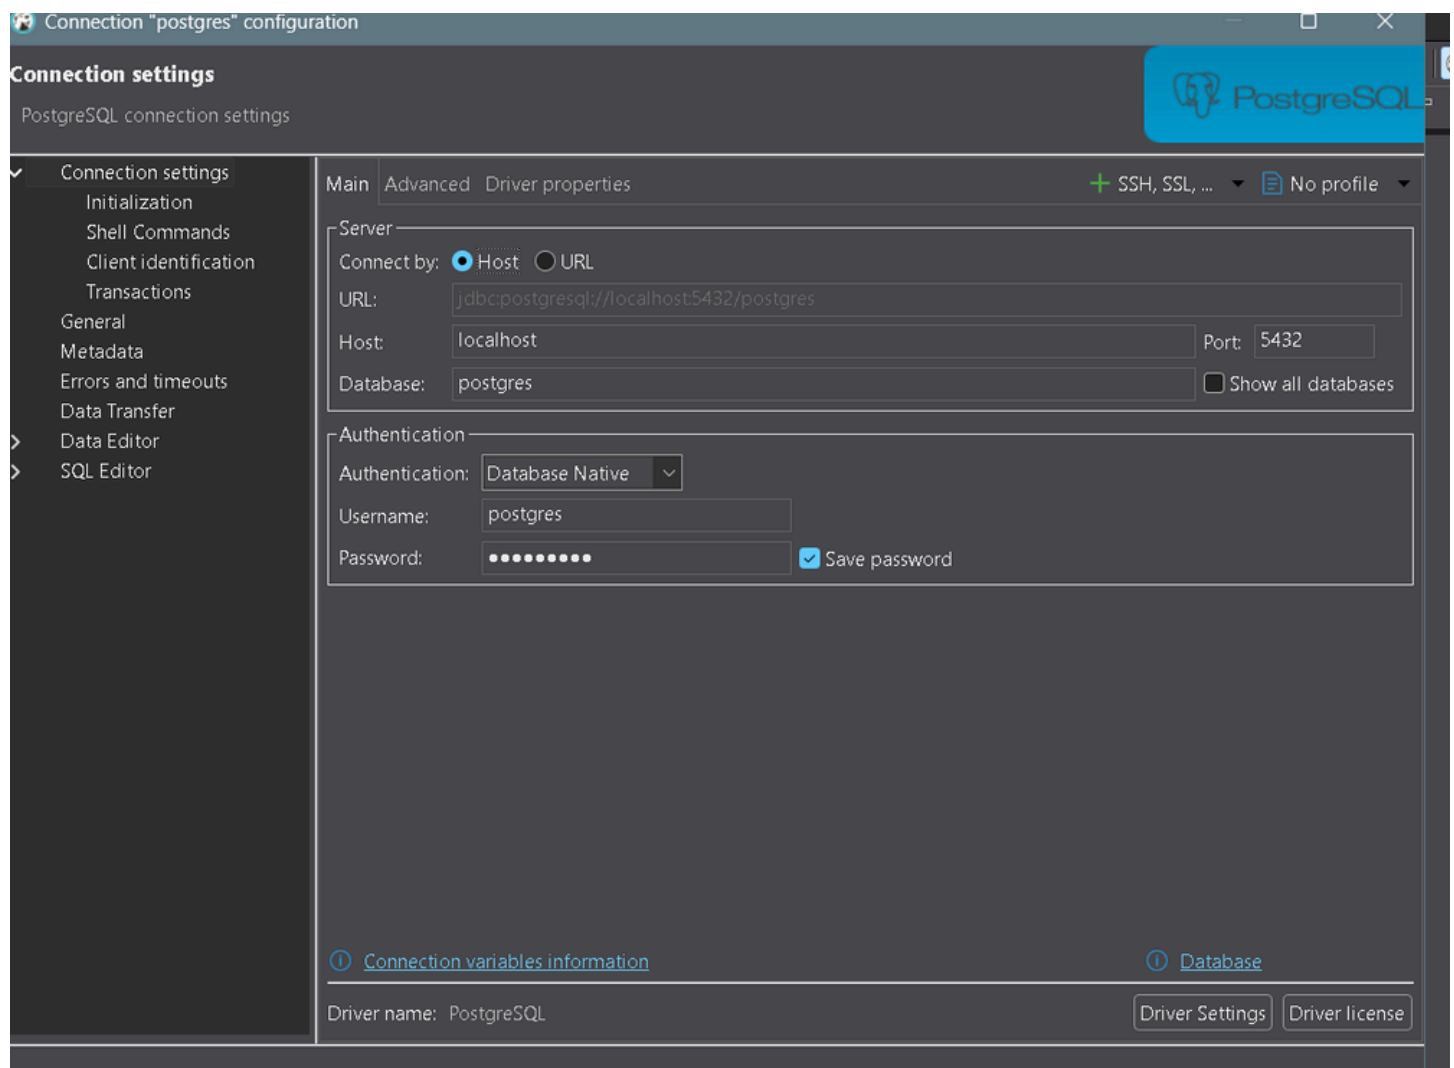 Connection "postgres" configuration
Connection settings
PostgreSQL connection settings
PostgreSQL
Connection settings
Initialization
Shell Commands
Client identification
Transactions
General
Metadata
Errors and timeouts
Data Transfer
Data Editor
SQL Editor
Main Advanced Driver properties SSH, SSL, ... No profile
Server
Connect by: Host URL
URL: jdbc:postgresql://localhost:5432/postgres
Host: localhost Port: 5432
Database: postgres Show all databases
Authentication
Authentication: Database Native
Username: postgres
Password: ••••••••• Save password
Connection variables information Database
Driver name: PostgreSQL Driver Settings Driver license